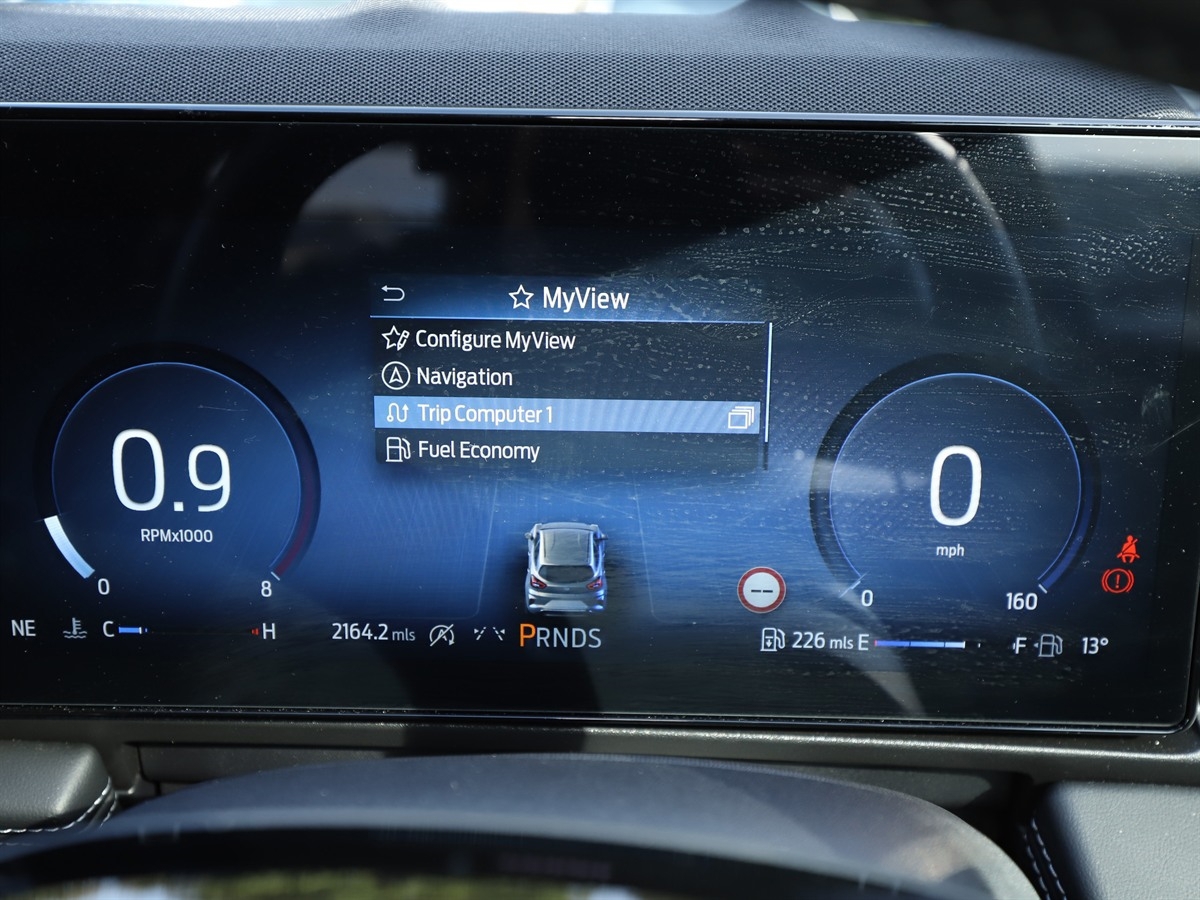 MyView
Configure MyView
Navigation
Trip Computer 1
Fuel Economy
0.9
RPMx1000
0
8
0
mph
0
160
NE
C
H
2164.2 mls
PRNDS
--
226 mls
E
F
13°